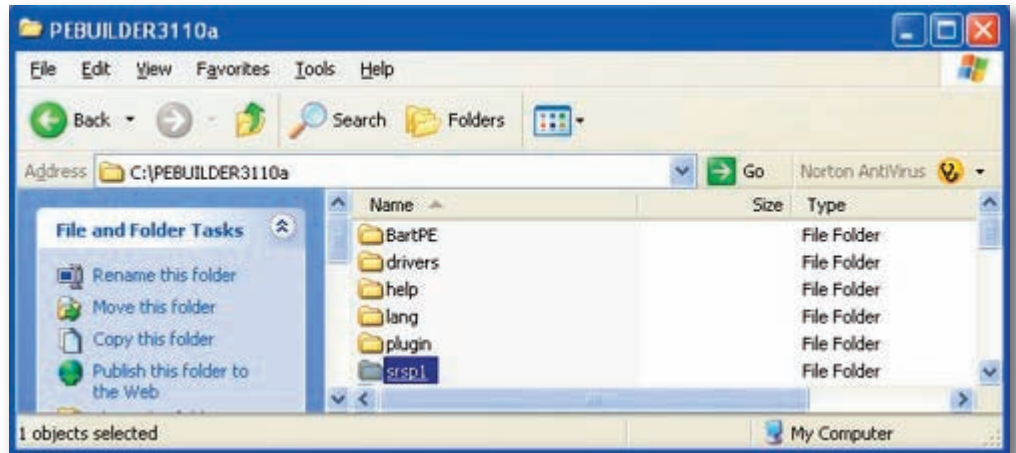 PEBUILDER3110a
File Edit View Favorites Tools Help
Back Search Folders
Address C:\PEBUILDER3110a Go Norton AntiVirus
Name Size Type
File and Folder Tasks
Rename this folder
Move this folder
Copy this folder
Publish this folder to
the Web
BartPE File Folder
drivers File Folder
help File Folder
lang File Folder
plugin File Folder
srsp1 File Folder
1 objects selected My Computer